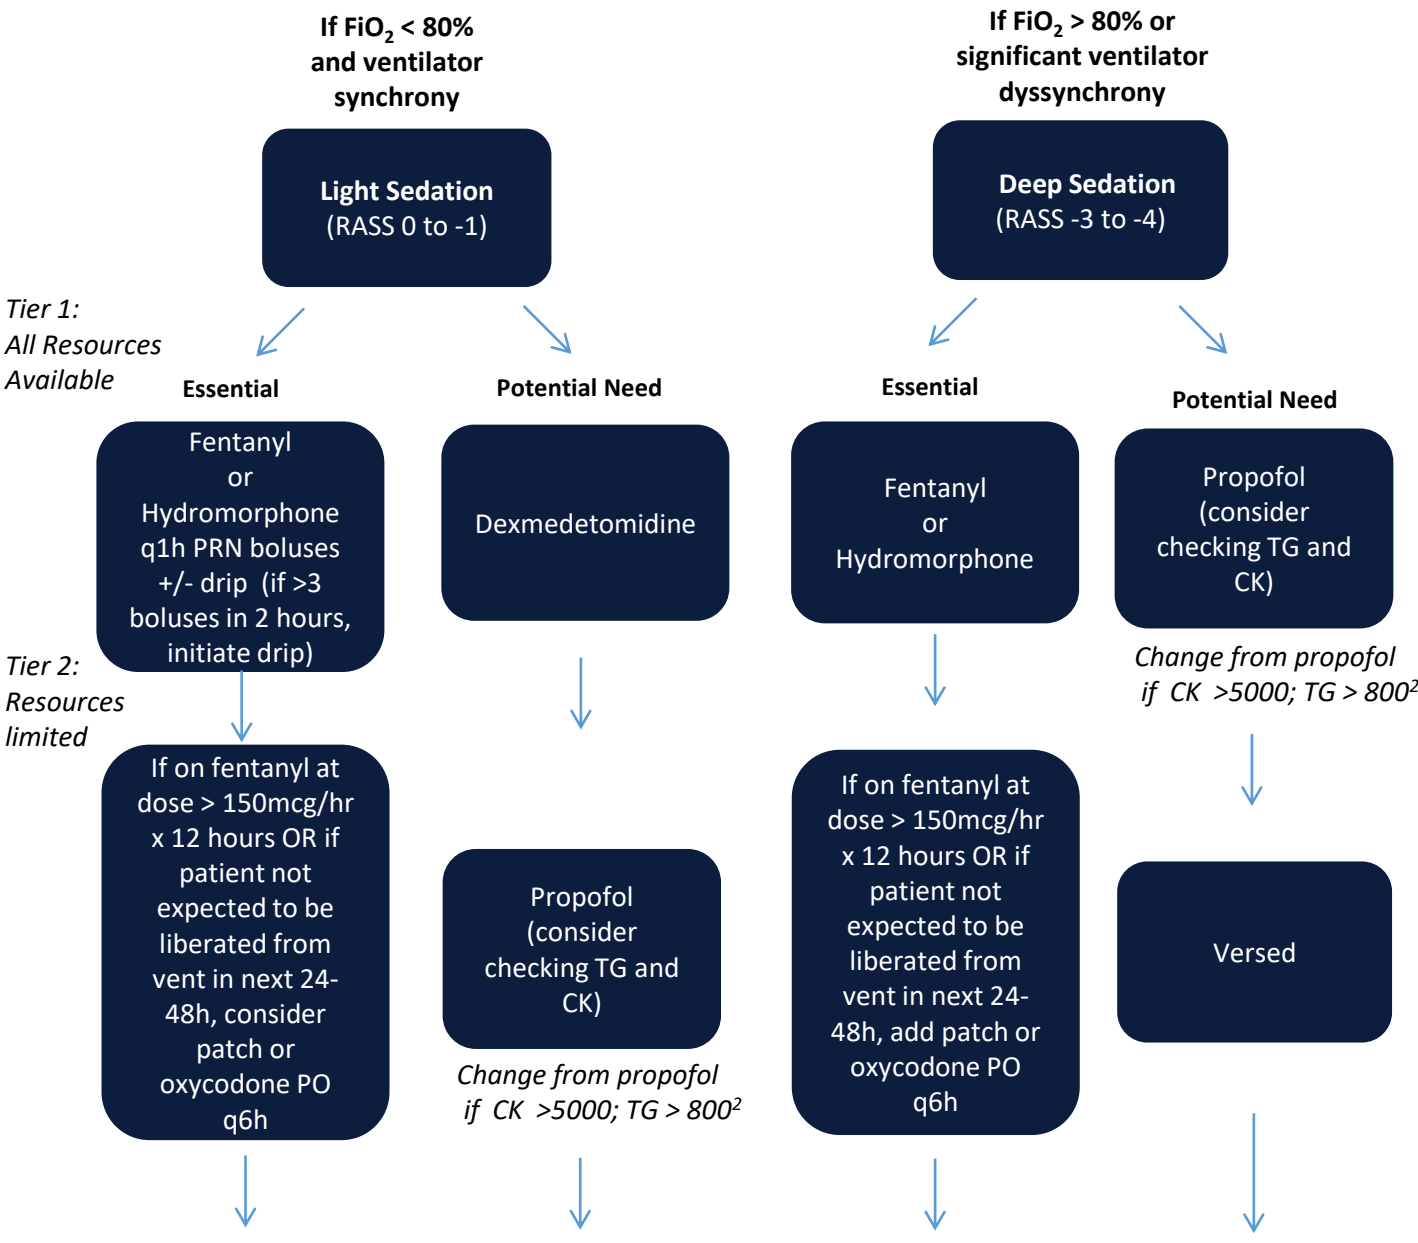 If FiO₂ < 80%
and ventilator
synchrony
If FiO₂ > 80% or
significant ventilator
dyssynchrony
Light Sedation
(RASS 0 to -1)
Deep Sedation
(RASS -3 to -4)
Tier 1:
All Resources
Available
Essential
Potential Need
Essential
Potential Need
Fentanyl
or
Hydromorphone
q1h PRN boluses
+/- drip (if >3
boluses in 2 hours,
initiate drip)
Dexmedetomidine
Fentanyl
or
Hydromorphone
Propofol
(consider
checking TG and
CK)
Change from propofol
if CK >5000; TG > 800²
Tier 2:
Resources
limited
If on fentanyl at
dose > 150mcg/hr
x 12 hours OR if
patient not
expected to be
liberated from
vent in next 24-
48h, consider
patch or
oxycodone PO
q6h
Propofol
(consider
checking TG and
CK)
Change from propofol
if CK >5000; TG > 800²
If on fentanyl at
dose > 150mcg/hr
x 12 hours OR if
patient not
expected to be
liberated from
vent in next 24-
48h, add patch or
oxycodone PO
q6h
Versed